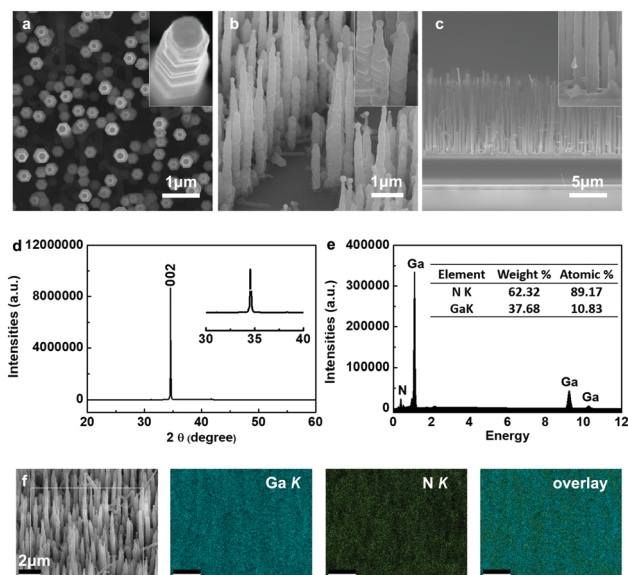 a
1μm
b
1μm
c
5μm
d
12000000
8000000
4000000
0
Intensities (a.u.)
002
30 35 40
20 30 40 50 60
2 θ (degree)
e
400000
300000
200000
100000
0
Intensities (a.u.)
Ga
N
Ga
Ga
Element Weight % Atomic %
N K 62.32 89.17
GaK 37.68 10.83
0 2 4 6 8 10 12
Energy
f
2μm
Ga K
N K
overlay